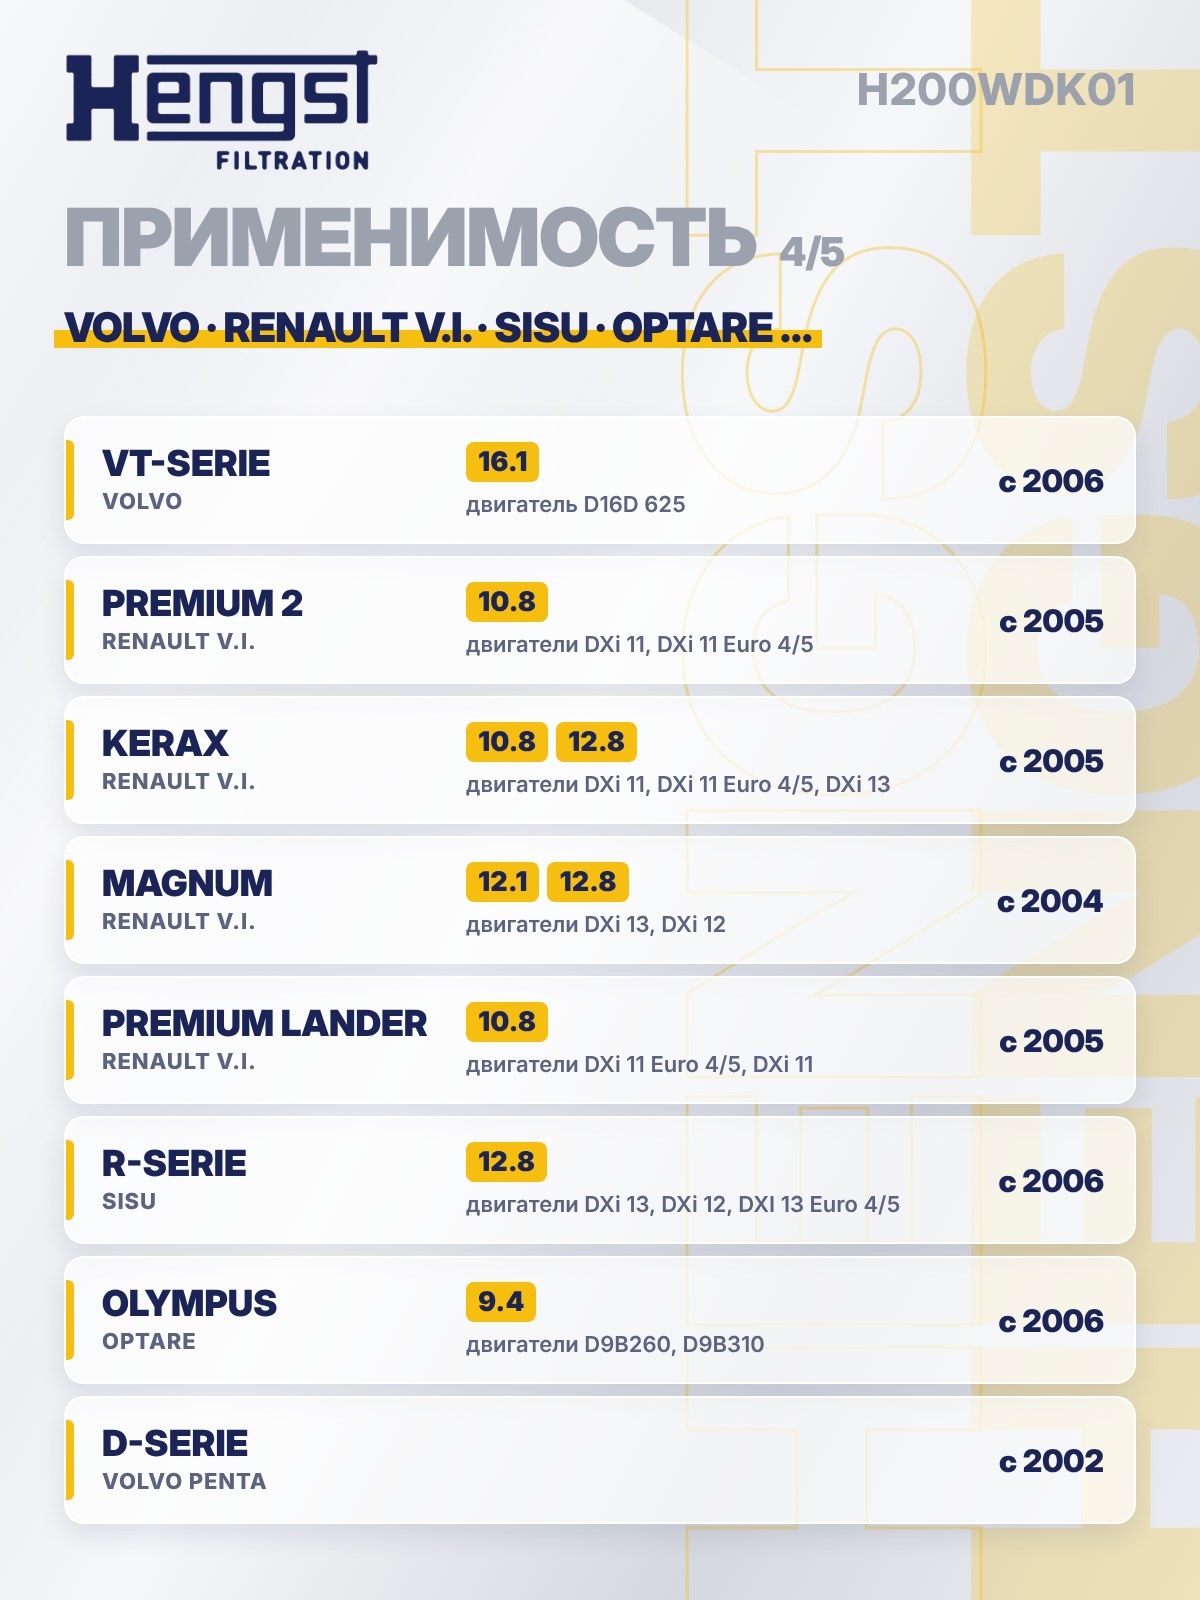 Hengst
FILTRATION
H200WDK01
ПРИМЕНИМОСТЬ 4/5
VOLVO · RENAULT V.I. · SISU · OPTARE ...
VT-SERIE
VOLVO
16.1
двигатель D16D 625
с 2006
PREMIUM 2
RENAULT V.I.
10.8
двигатели DXi 11, DXi 11 Euro 4/5
с 2005
KERAX
RENAULT V.I.
10.8 12.8
двигатели DXi 11, DXi 11 Euro 4/5, DXi 13
с 2005
MAGNUM
RENAULT V.I.
12.1 12.8
двигатели DXi 13, DXi 12
с 2004
PREMIUM LANDER
RENAULT V.I.
10.8
двигатели DXi 11 Euro 4/5, DXi 11
с 2005
R-SERIE
SISU
12.8
двигатели DXi 13, DXi 12, DXI 13 Euro 4/5
с 2006
OLYMPUS
OPTARE
9.4
двигатели D9B260, D9B310
с 2006
D-SERIE
VOLVO PENTA
с 2002
HENGST
HENGST